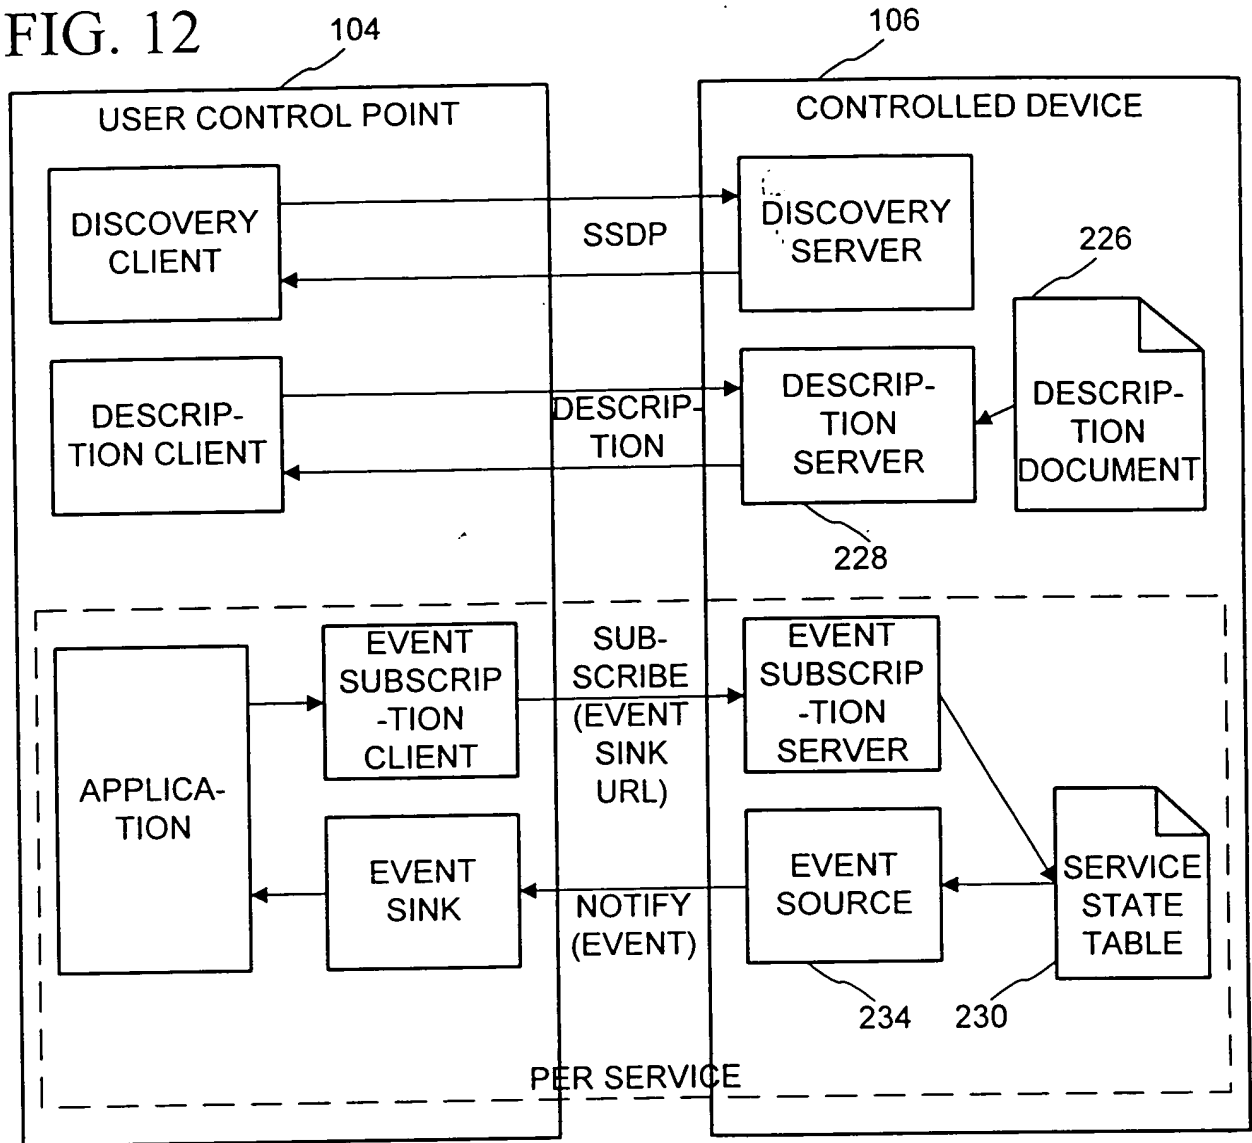 FIG. 12
104
106
USER CONTROL POINT
CONTROLLED DEVICE
DISCOVERY
CLIENT
SSDP
DISCOVERY
SERVER
226
DESCRIP-
TION CLIENT
DESCRIP-
TION
DESCRIP-
TION
SERVER
DESCRIP-
TION
DOCUMENT
228
APPLICA-
TION
EVENT
SUBSCRIP
-TION
CLIENT
SUB-
SCRIBE
(EVENT
SINK
URL)
EVENT
SUBSCRIP
-TION
SERVER
EVENT
SINK
NOTIFY
(EVENT)
EVENT
SOURCE
SERVICE
STATE
TABLE
234
230
PER SERVICE